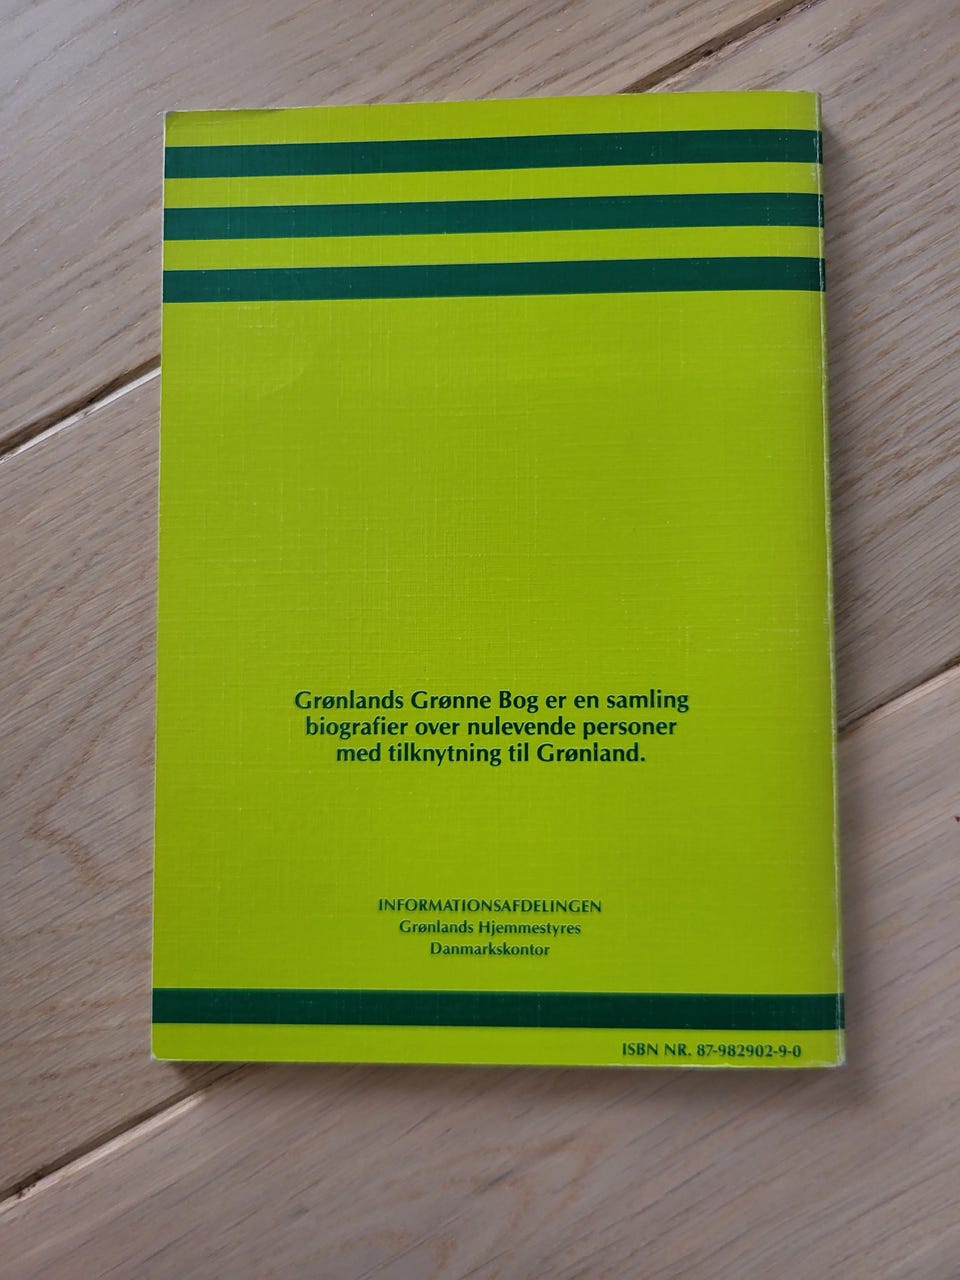 Grønlands Grønne Bog er en samling
biografier over nulevende personer
med tilknytning til Grønland.
INFORMATIONSAFDELINGEN
Grønlands Hjemmestyres
Danmarkskontor
ISBN NR. 87-982902-9-0